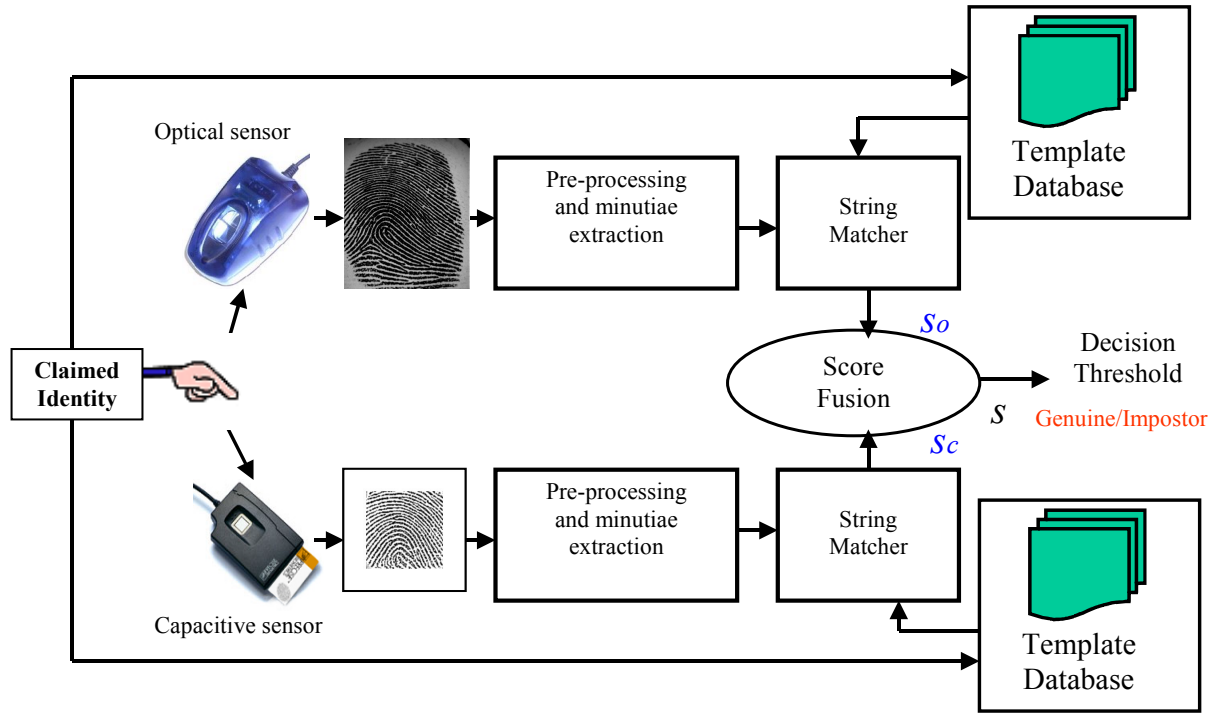 Optical sensor
Pre-processing
and minutiae
extraction
String
Matcher
Template
Database
So
Claimed
Identity
Score
Fusion
S
Decision
Threshold
Genuine/Impostor
Sc
Pre-processing
and minutiae
extraction
String
Matcher
Capacitive sensor
Template
Database